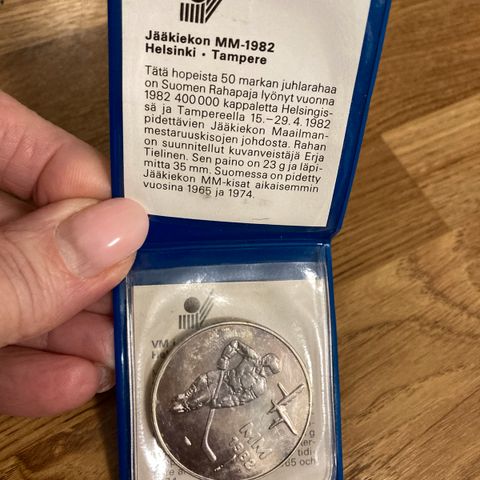 Jääkiekon MM-1982
Helsinki • Tampere
Tätä hopeista 50 markan juhlarahaa
on Suomen Rahapaja lyönyt vuonna
1982 400 000 kappaletta Helsingis-
sä ja Tampereella 15.–29.4.1982
pidettävien Jääkiekon Maailman-
mestaruuskisojen johdosta. Rahan
on suunnitellut kuvanveistäjä Erja
Tielinen. Sen paino on 23 g ja läpi-
mitta 35 mm. Suomessa on pidetty
Jääkiekon MM-kisat aikaisemmin
vuosina 1965 ja 1974.
VM
MM
1982